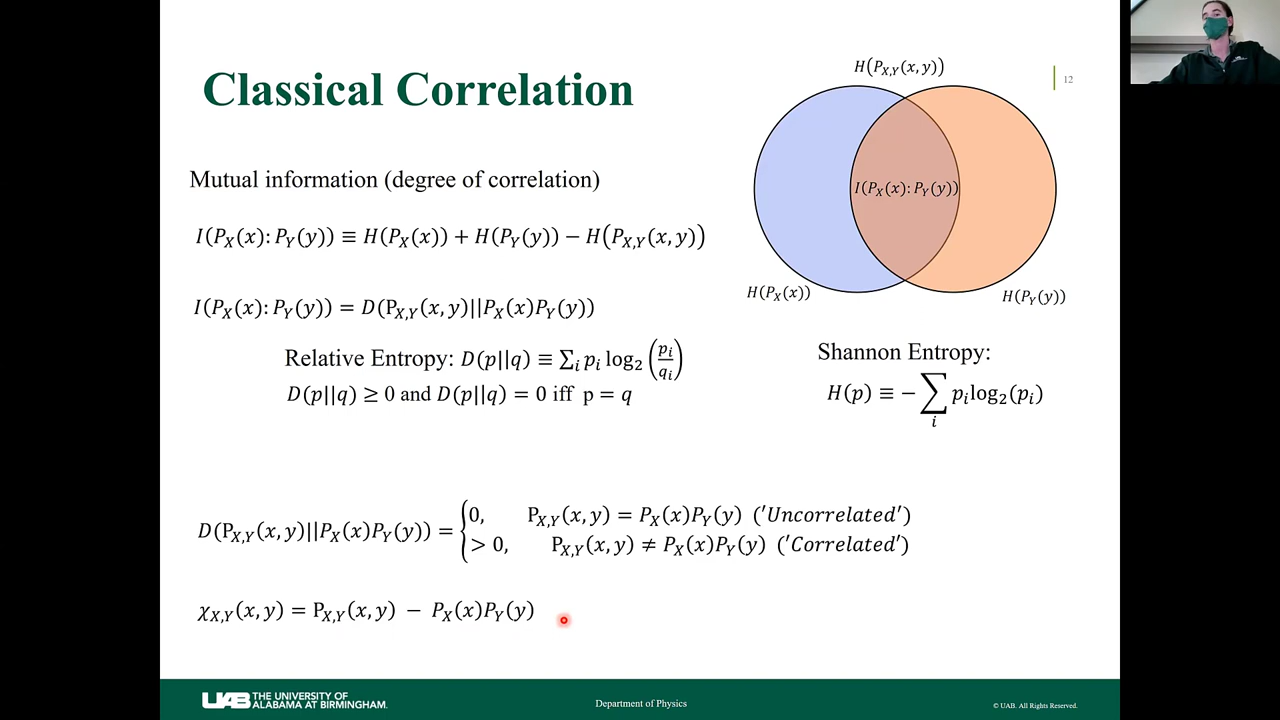 Classical Correlation
12
Mutual information (degree of correlation)
I(P_X(x):P_Y(y)) ≡ H(P_X(x)) + H(P_Y(y)) − H(P_{X,Y}(x,y))
I(P_X(x):P_Y(y)) = D(P_{X,Y}(x,y)||P_X(x)P_Y(y))
Relative Entropy: D(p||q) ≡ ∑_i p_i log_2(p_i/q_i)
D(p||q) ≥ 0 and D(p||q) = 0 iff p = q
H(P_{X,Y}(x,y))
I(P_X(x):P_Y(y))
H(P_X(x))
H(P_Y(y))
Shannon Entropy:
H(p) ≡ −∑_i p_i log_2(p_i)
D(P_{X,Y}(x,y)||P_X(x)P_Y(y)) = {
0, P_{X,Y}(x,y) = P_X(x)P_Y(y) ('Uncorrelated')
> 0, P_{X,Y}(x,y) ≠ P_X(x)P_Y(y) ('Correlated')
χ_{X,Y}(x,y) = P_{X,Y}(x,y) − P_X(x)P_Y(y)
UAB THE UNIVERSITY OF
ALABAMA AT BIRMINGHAM.
Department of Physics
© UAB. All Rights Reserved.